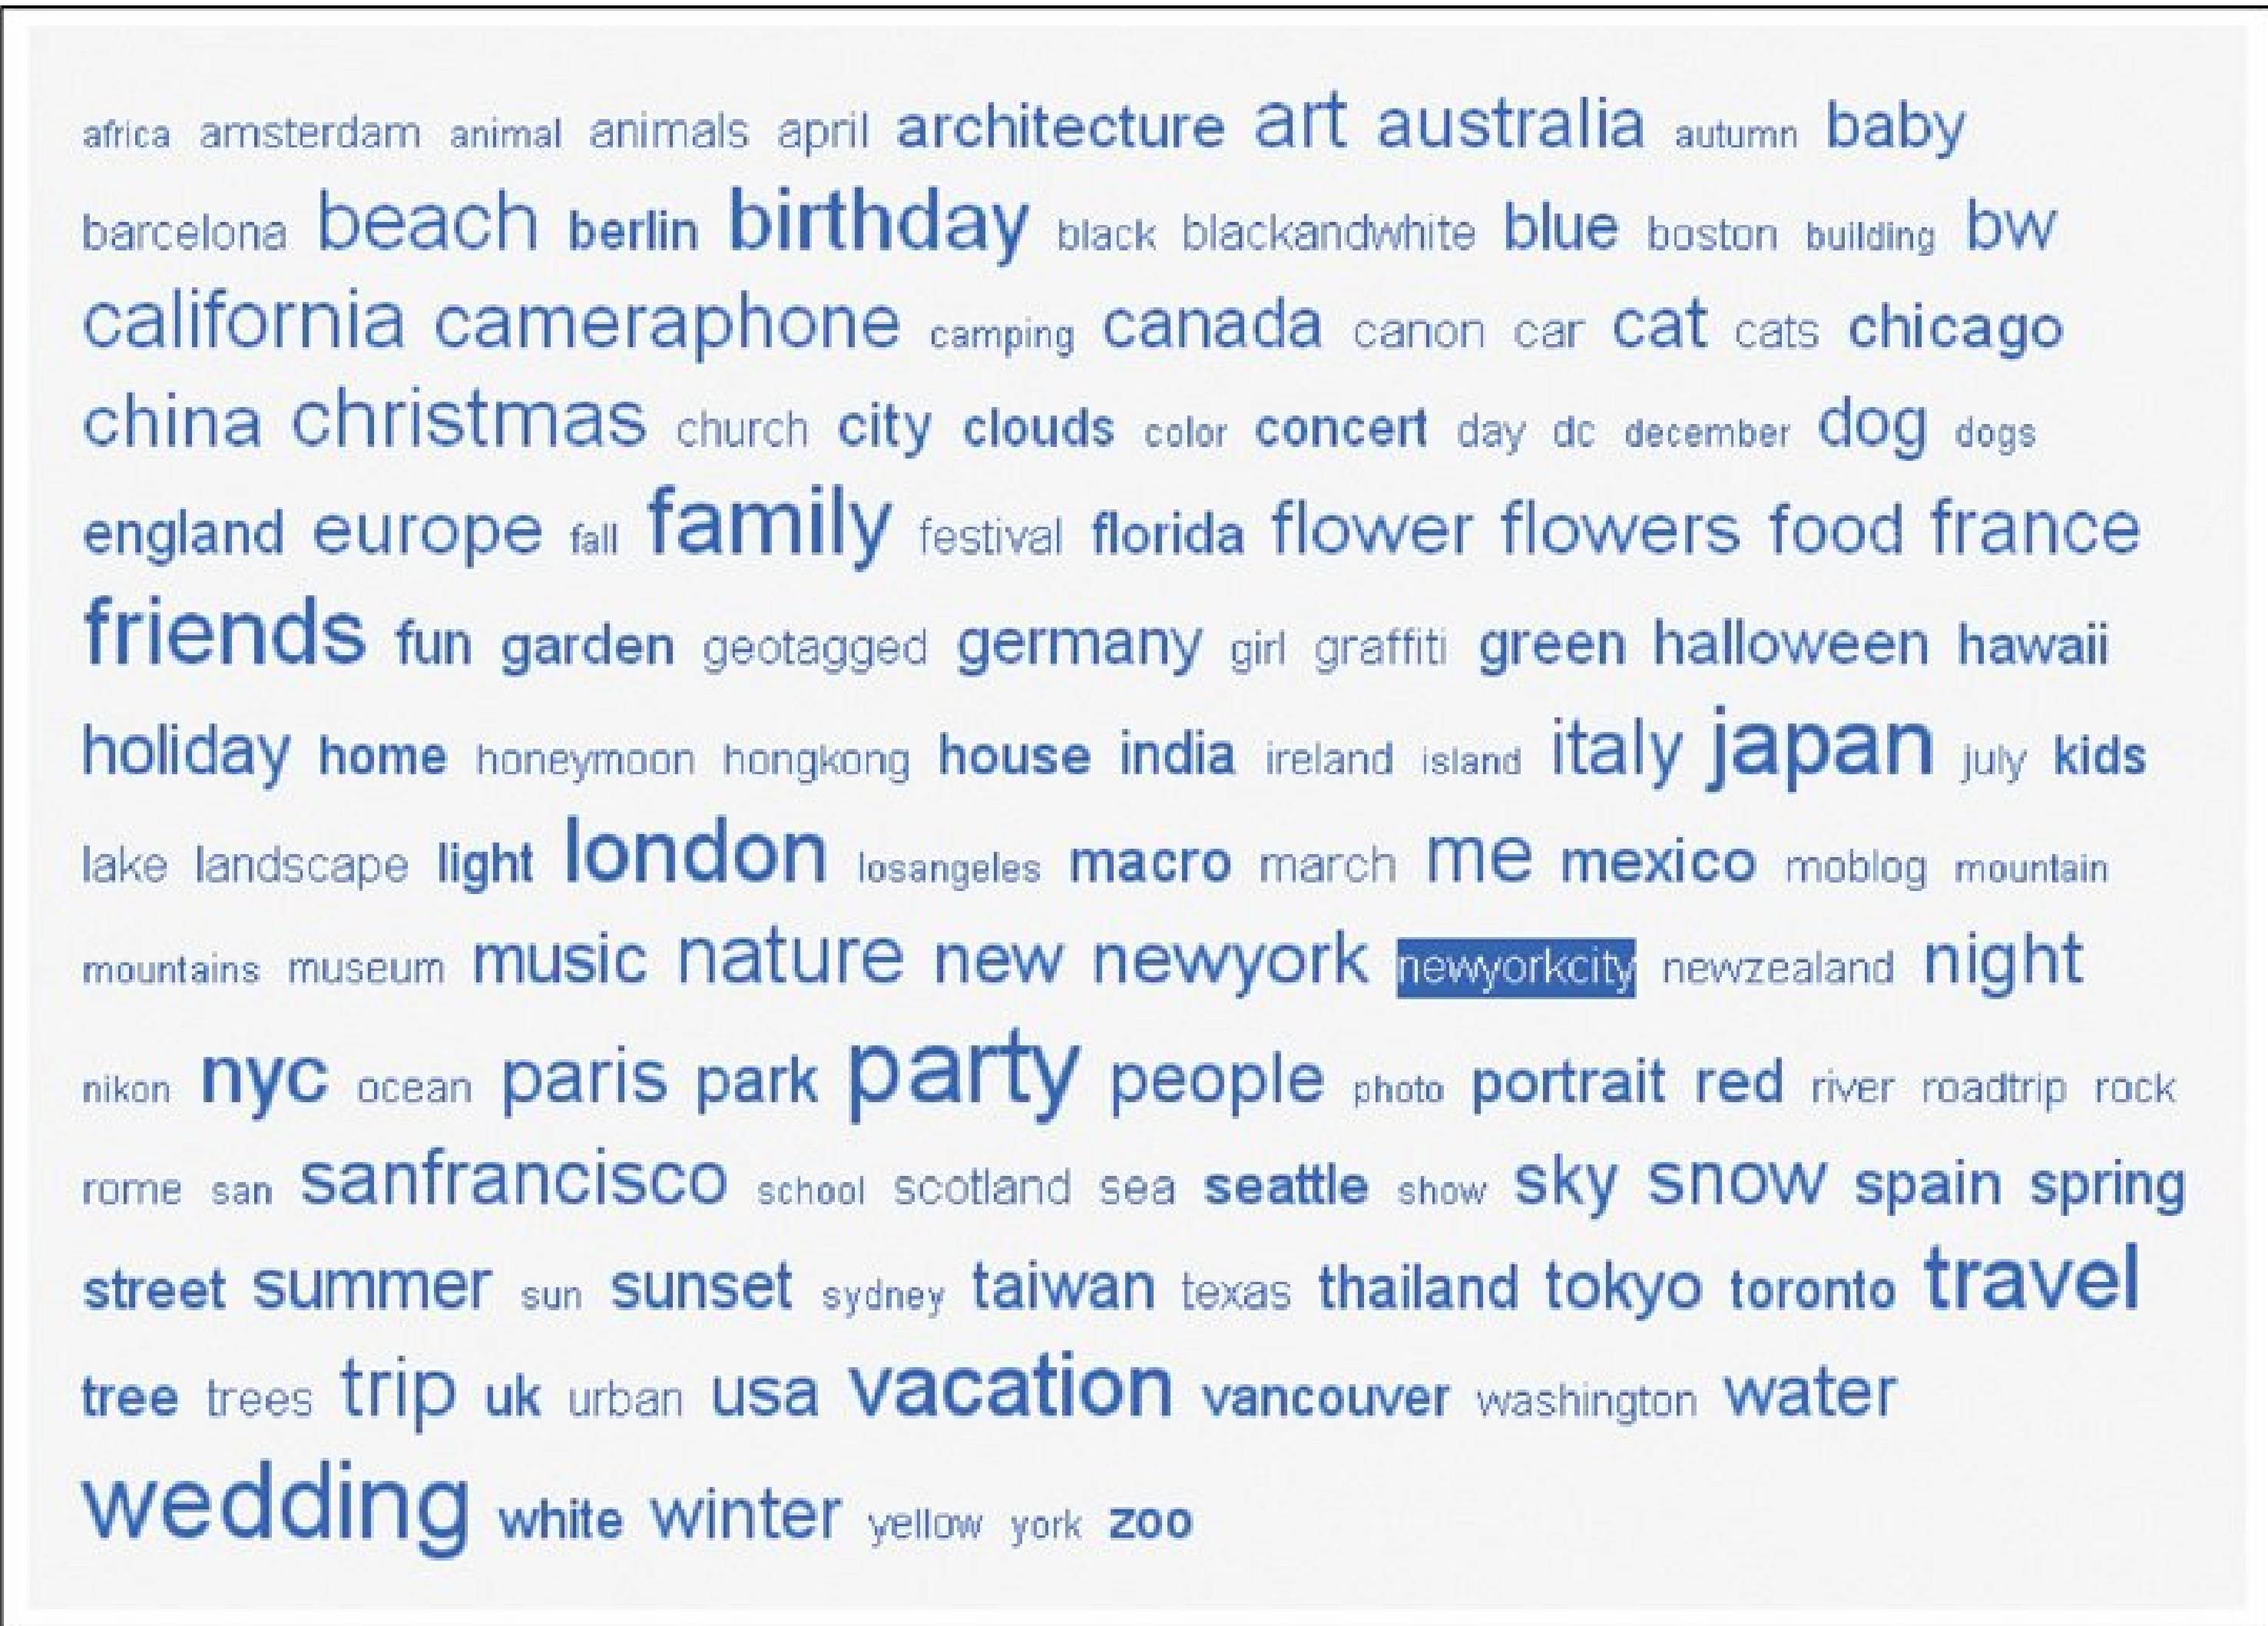 africa amsterdam animal animals april architecture art australia autumn baby
barcelona beach berlin birthday black blackandwhite blue boston building bw
california cameraphone camping canada canon car cat cats chicago
china christmas church city clouds color concert day dc december dog dogs
england europe fall family festival florida flower flowers food france
friends fun garden geotagged germany girl graffiti green halloween hawaii
holiday home honeymoon hongkong house india ireland island italy japan july kids
lake landscape light london losangeles macro march me mexico moblog mountain
mountains museum music nature new newyork newyorkcity newzealand night
nikon nyc ocean paris park party people photo portrait red river roadtrip rock
rome san sanfrancisco school scotland sea seattle show sky snow spain spring
street summer sun sunset sydney taiwan texas thailand tokyo toronto travel
tree trees trip uk urban usa vacation vancouver washington water
wedding white winter yellow york zoo